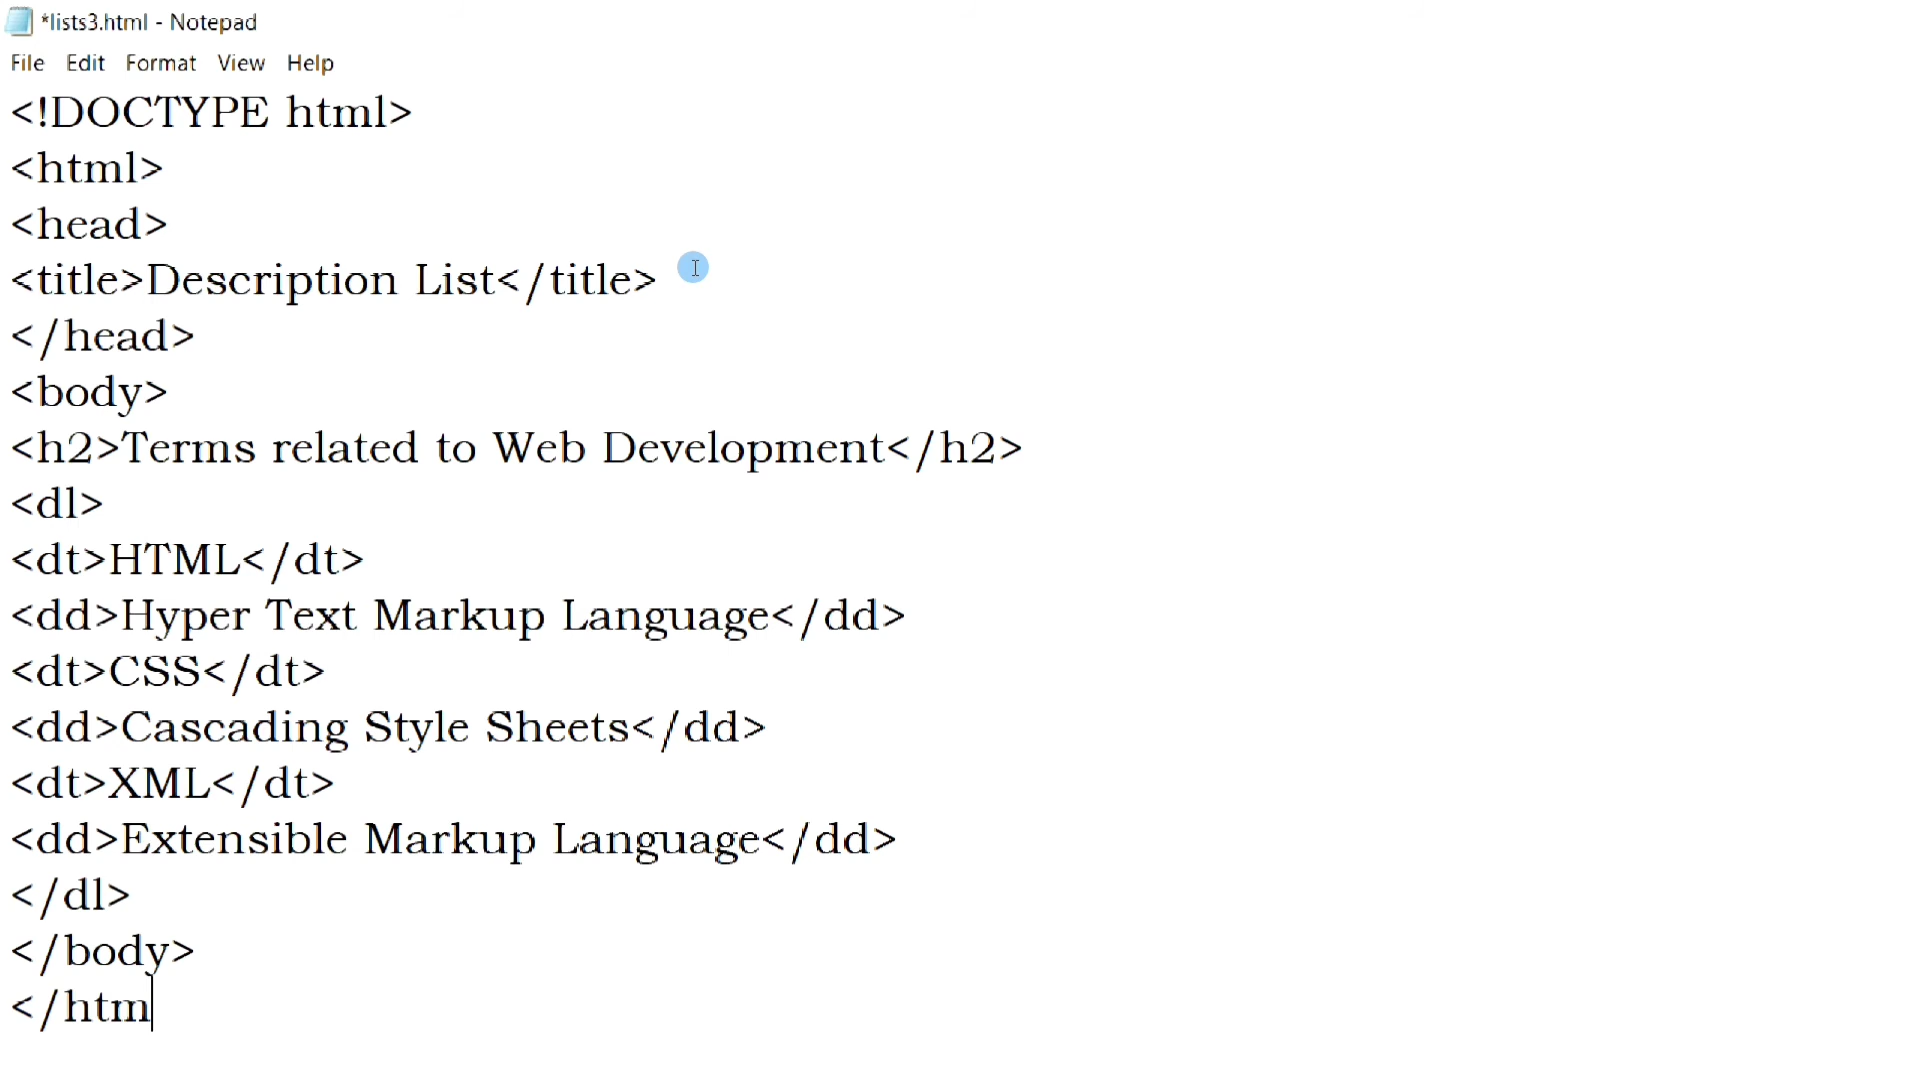 *lists3.html - Notepad
File Edit Format View Help
<!DOCTYPE html>
<html>
<head>
<title>Description List</title>
</head>
<body>
<h2>Terms related to Web Development</h2>
<dl>
<dt>HTML</dt>
<dd>Hyper Text Markup Language</dd>
<dt>CSS</dt>
<dd>Cascading Style Sheets</dd>
<dt>XML</dt>
<dd>Extensible Markup Language</dd>
</dl>
</body>
</htm